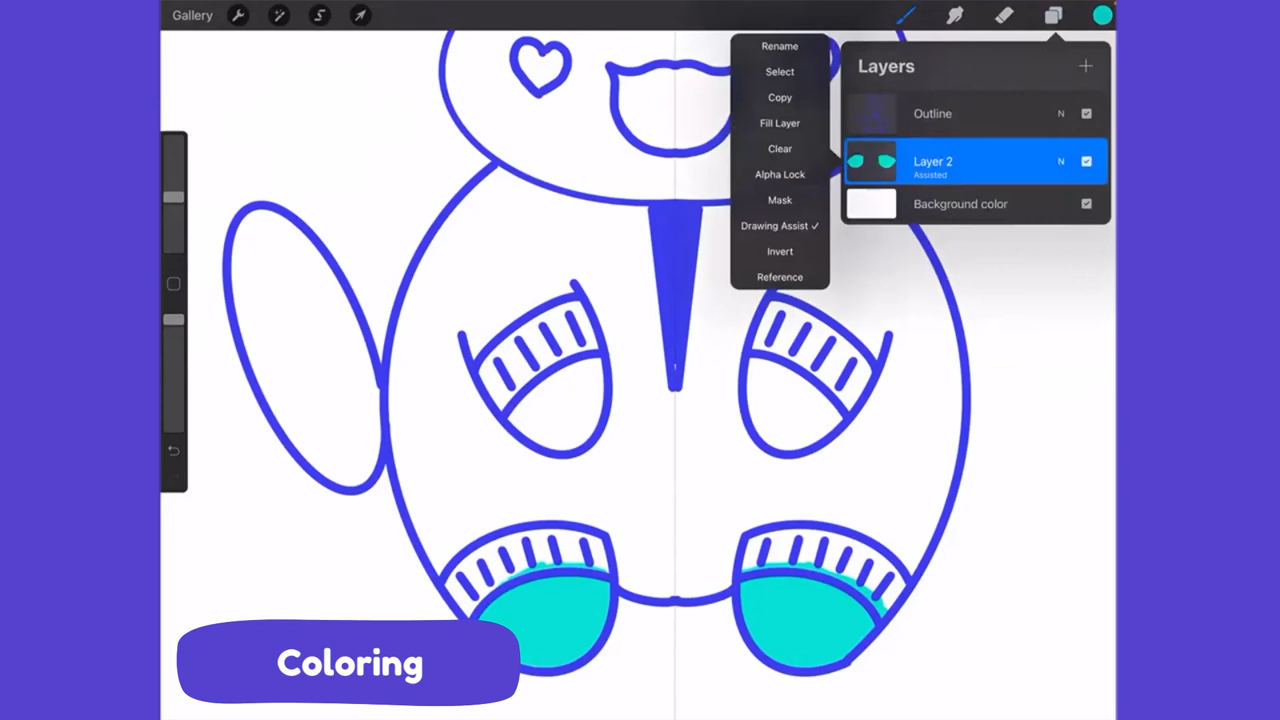 Gallery
Rename
Select
Copy
Fill Layer
Clear
Alpha Lock
Mask
Drawing Assist ✓
Invert
Reference
Layers
Outline N
Layer 2 N
Assisted
Background color
Coloring